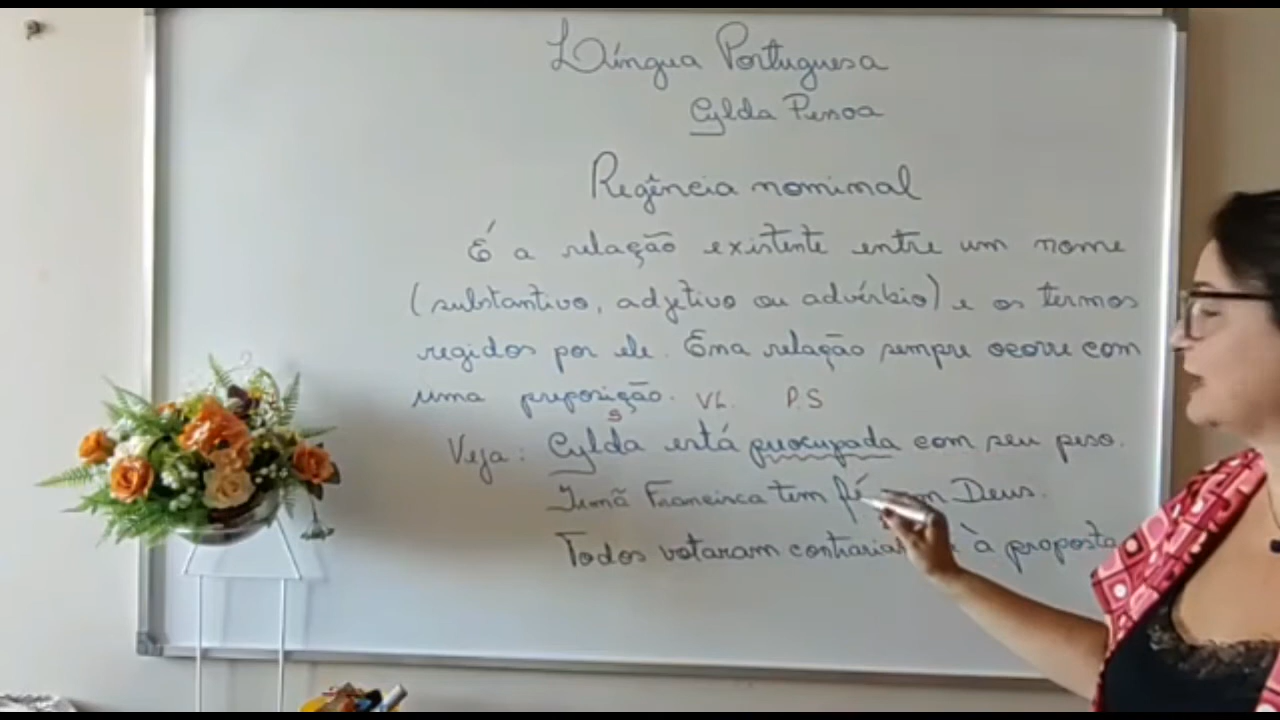 Língua Portuguesa
Cylda Pessoa
Regência nominal
É a relação existente entre um nome
(substantivo, adjetivo ou advérbio) e os termos
regidos por ele. Ema relação sempre ocorre com
uma preposição. VL. P.S
S
Veja: Cylda está preocupada com seu peso.
Irmã Francisca tem fé em Deus.
Todos votaram à proposta